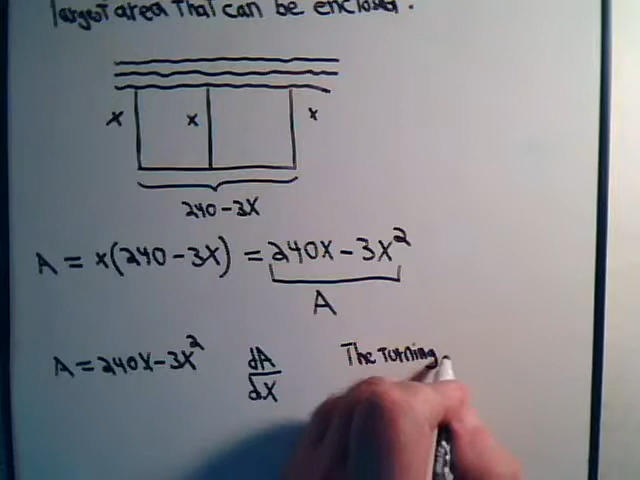 largest area that can be enclosed.
x x x
240-3x
A = x(240-3x) = 240x-3x²
A
A = 240x-3x² dA/dx The turning